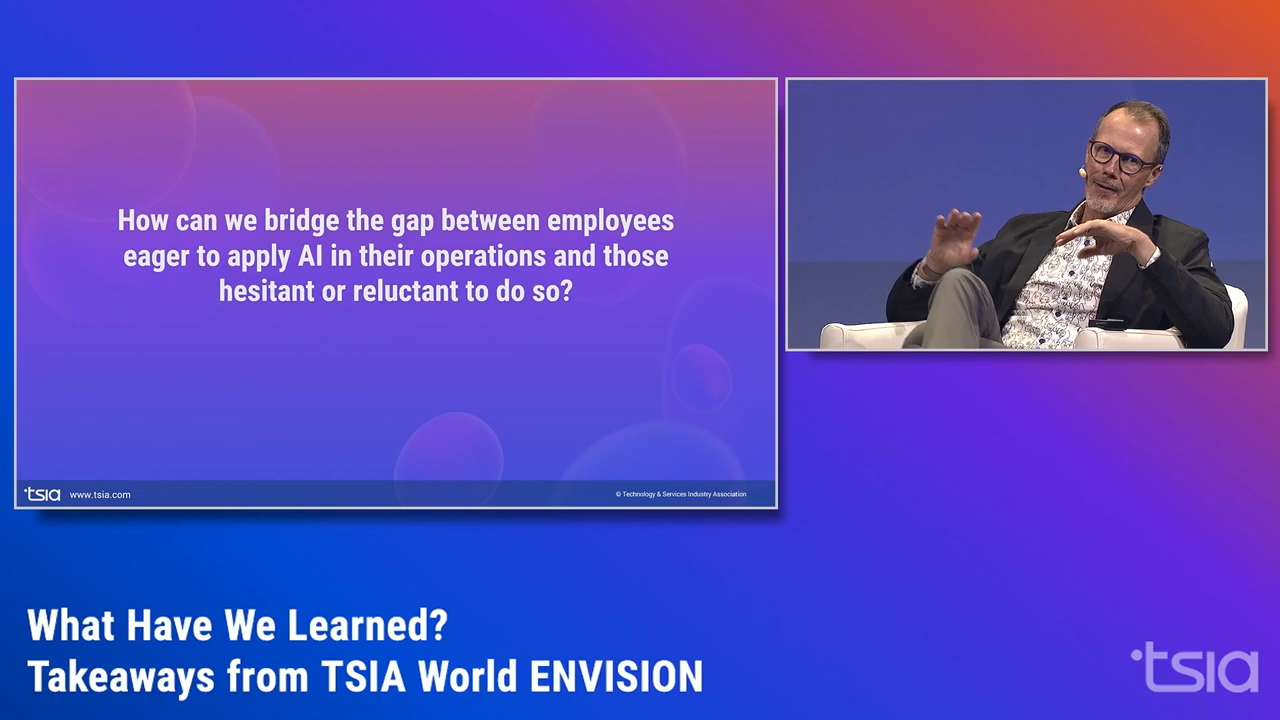 How can we bridge the gap between employees
eager to apply AI in their operations and those
hesitant or reluctant to do so?
tsia www.tsia.com
© Technology & Services Industry Association
What Have We Learned?
Takeaways from TSIA World ENVISION
tsia